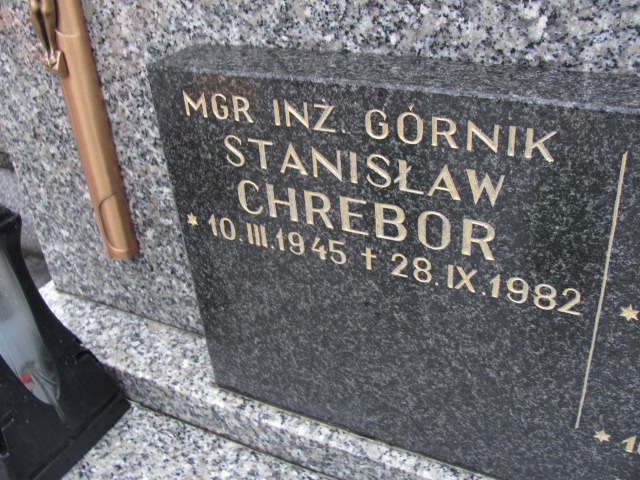 MGR INŻ. GÓRNIK
STANISŁAW
CHREBOR
* 10.III.1945 † 28.IX.1982